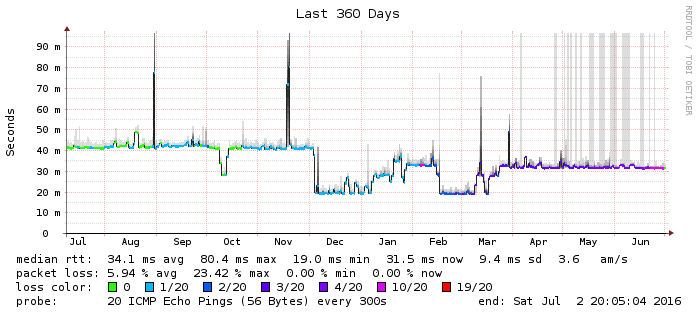 Last 360 Days
RRDTOOL / TOBI OETIKER
Seconds
90 m
80 m
70 m
60 m
50 m
40 m
30 m
20 m
10 m
0
Jul Aug Sep Oct Nov Dec Jan Feb Mar Apr May Jun
median rtt: 34.1 ms avg 80.4 ms max 19.0 ms min 31.5 ms now 9.4 ms sd 3.6 am/s
packet loss: 5.94 % avg 23.42 % max 0.00 % min 0.00 % now
loss color: 0 1/20 2/20 3/20 4/20 10/20 19/20
probe: 20 ICMP Echo Pings (56 Bytes) every 300s end: Sat Jul 2 20:05:04 2016